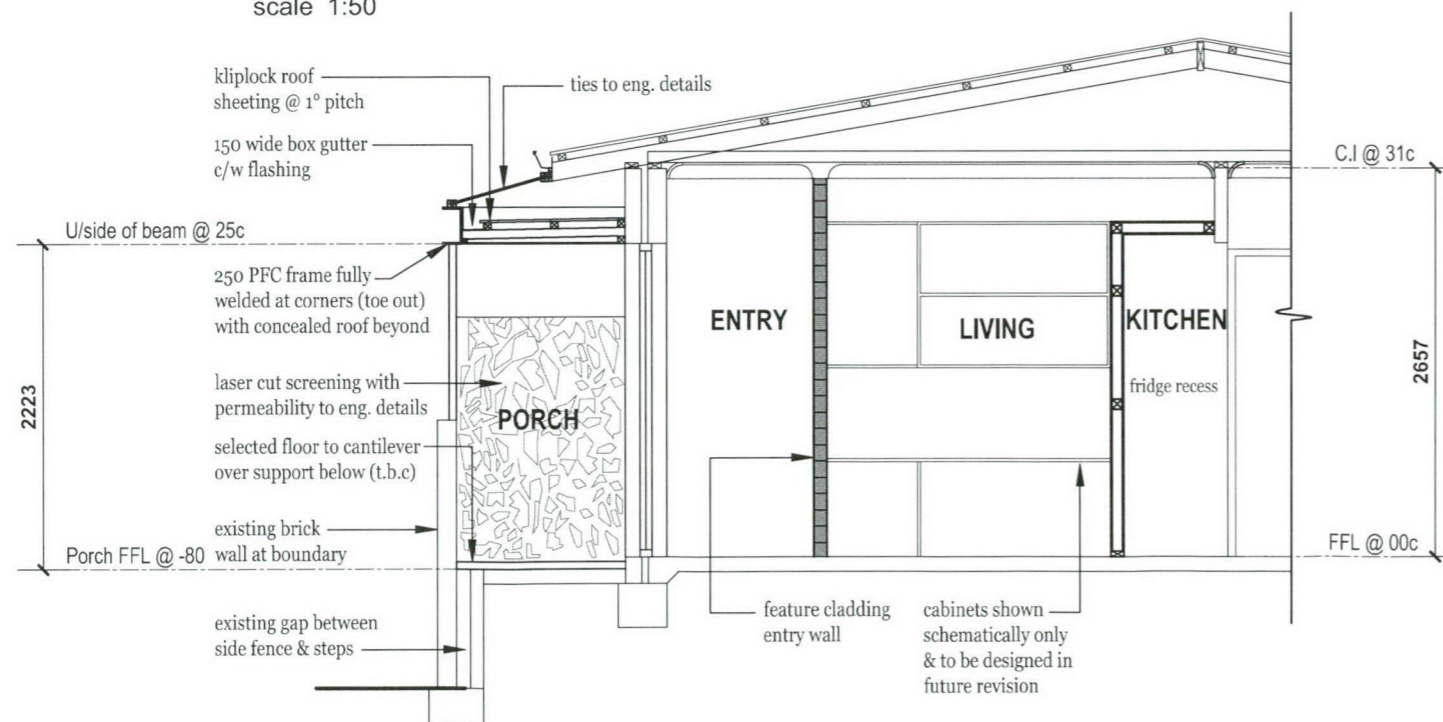 scale 1:50
kliplock roof
sheeting @ 1° pitch
ties to eng. details
150 wide box gutter
c/w flashing
C.I @ 31c
U/side of beam @ 25c
250 PFC frame fully
welded at corners (toe out)
with concealed roof beyond
ENTRY
LIVING
KITCHEN
2223
2657
laser cut screening with
permeability to eng. details
fridge recess
PORCH
selected floor to cantilever
over support below (t.b.c)
existing brick
wall at boundary
Porch FFL @ -80
FFL @ 00c
existing gap between
side fence & steps
feature cladding
entry wall
cabinets shown
schematically only
& to be designed in
future revision